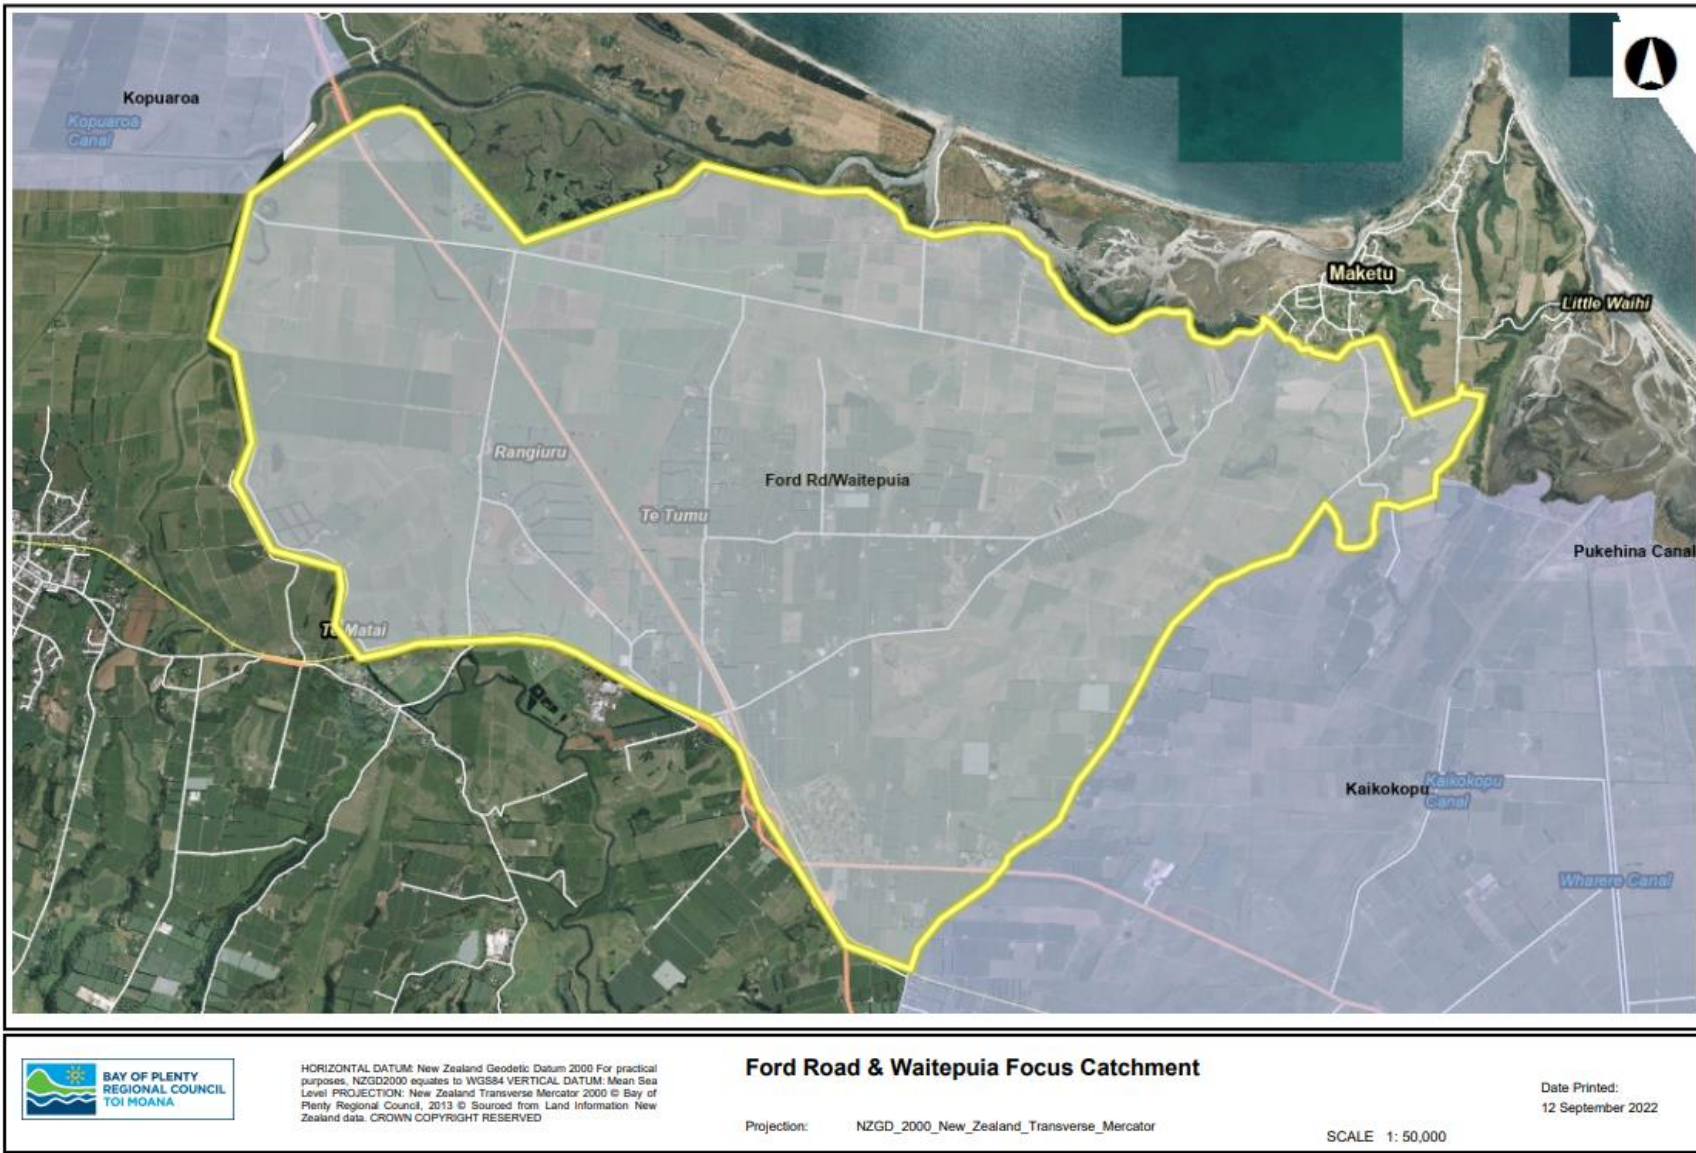 Kopuaroa
Kopuaroa
Canal
Maketu
Little Waihi
Rangiuru
Ford Rd/Waitepuia
Te Tumu
Pukehina Canal
Te Matai
Kaikokopu
Kaikokopu
Canal
Wharere Canal
BAY OF PLENTY
REGIONAL COUNCIL
TOI MOANA
HORIZONTAL DATUM: New Zealand Geodetic Datum 2000 For practical
purposes, NZGD2000 equates to WGS84 VERTICAL DATUM: Mean Sea
Level PROJECTION: New Zealand Transverse Mercator 2000 © Bay of
Plenty Regional Council, 2013 © Sourced from Land Information New
Zealand data. CROWN COPYRIGHT RESERVED
Ford Road & Waitepuia Focus Catchment
Projection: NZGD_2000_New_Zealand_Transverse_Mercator
SCALE 1: 50,000
Date Printed:
12 September 2022